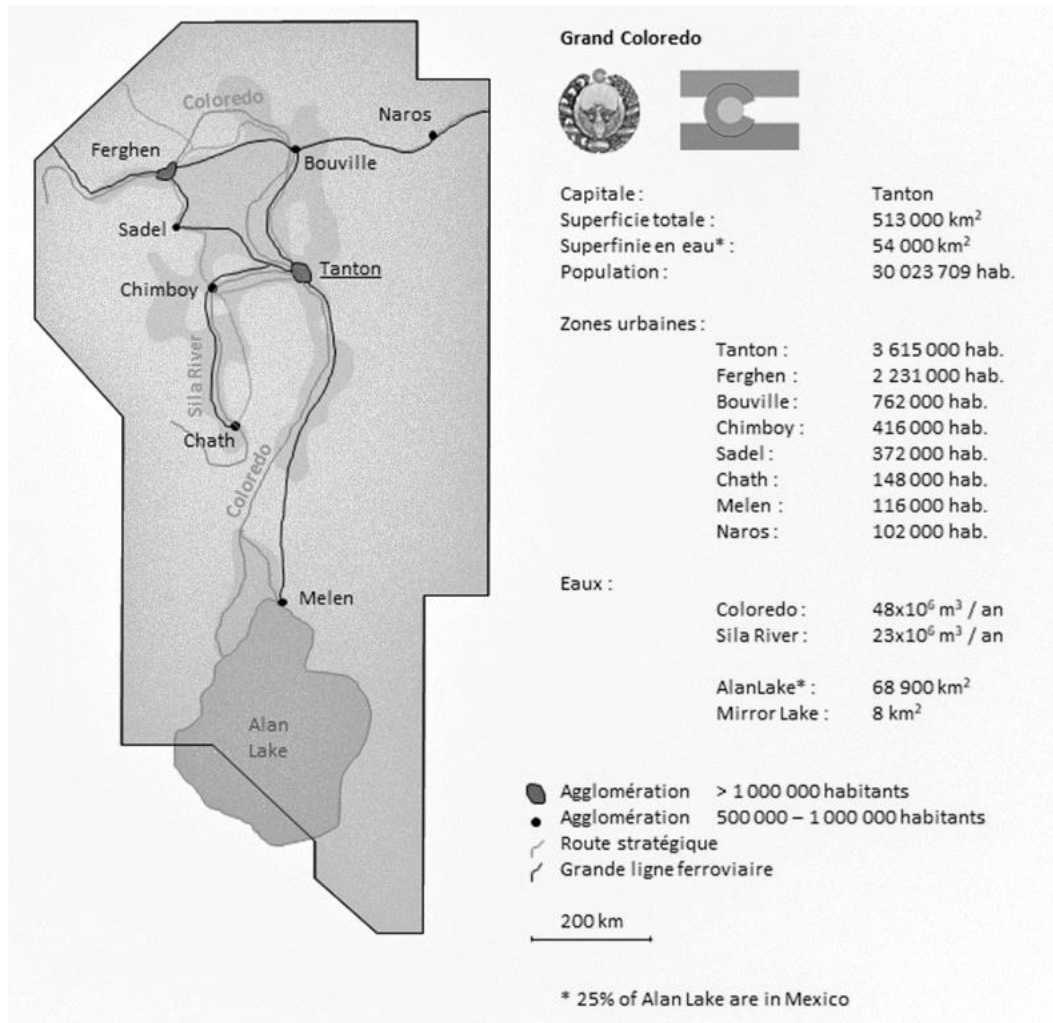 Grand Coloredo
Coloredo
Naros
Ferghen
Bouville
Sadel
Tanton
Chimboy
Sila River
Chath
Coloredo
Melen
Alan
Lake
Capitale : Tanton
Superficie totale : 513 000 km²
Superfinie en eau* : 54 000 km²
Population : 30 023 709 hab.
Zones urbaines :
Tanton : 3 615 000 hab.
Ferghen : 2 231 000 hab.
Bouville : 762 000 hab.
Chimboy : 416 000 hab.
Sadel : 372 000 hab.
Chath : 148 000 hab.
Melen : 116 000 hab.
Naros : 102 000 hab.
Eaux :
Coloredo : 48x10⁶ m³ / an
Sila River : 23x10⁶ m³ / an
AlanLake* : 68 900 km²
Mirror Lake : 8 km²
Agglomération > 1 000 000 habitants
Agglomération 500 000 – 1 000 000 habitants
Route stratégique
Grande ligne ferroviaire
200 km
* 25% of Alan Lake are in Mexico